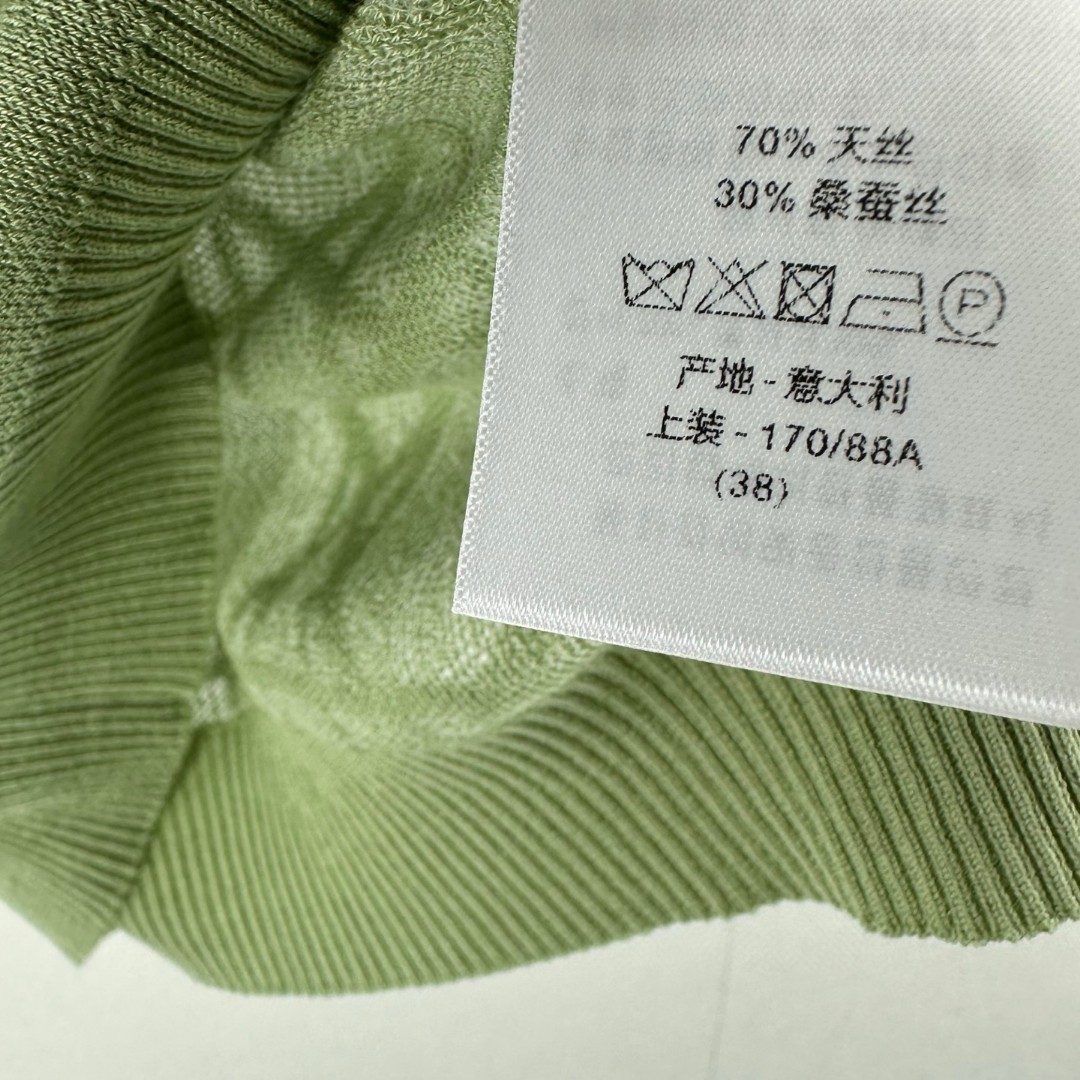 70% 天丝
30% 桑蚕丝
P
产地 - 意大利
上装 - 170/88A
(38)